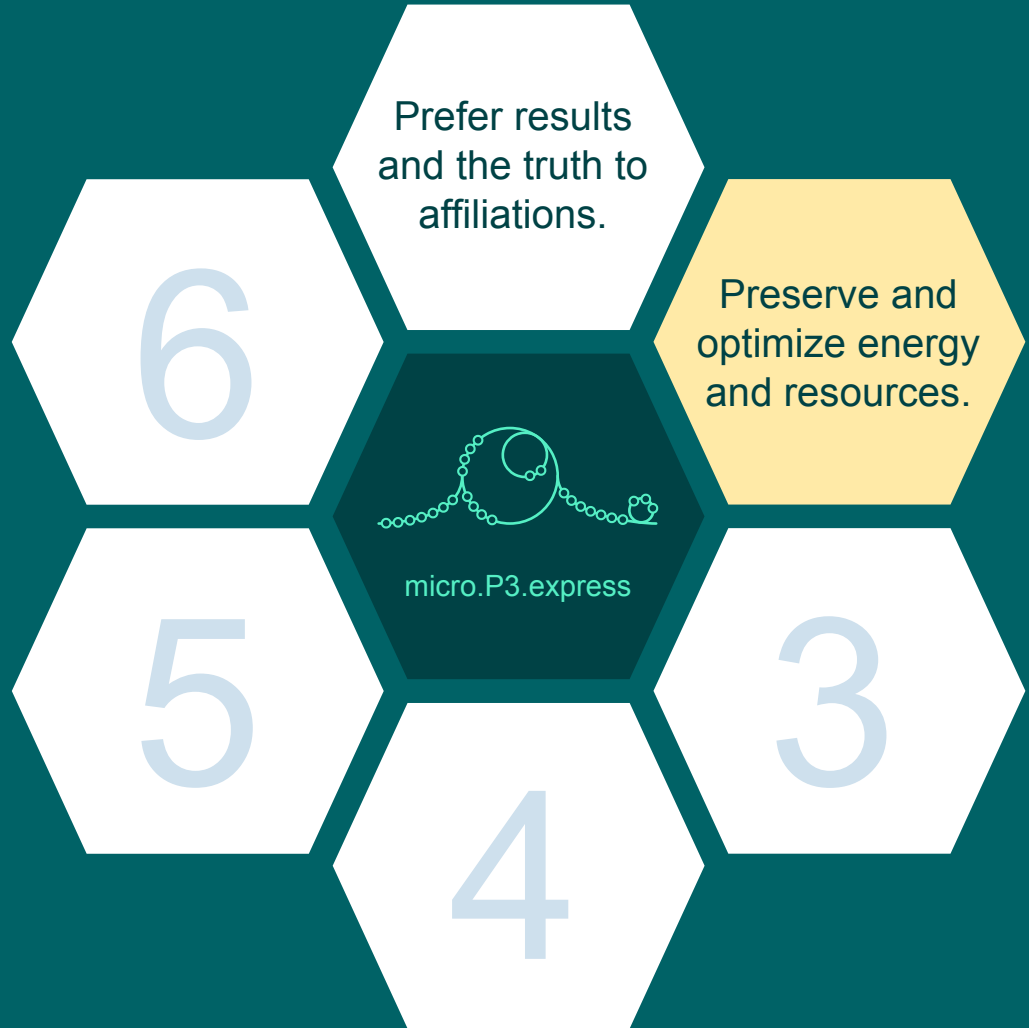 Prefer results
and the truth to
affiliations.
Preserve and
optimize energy
and resources.
6
micro.P3.express
5
3
4